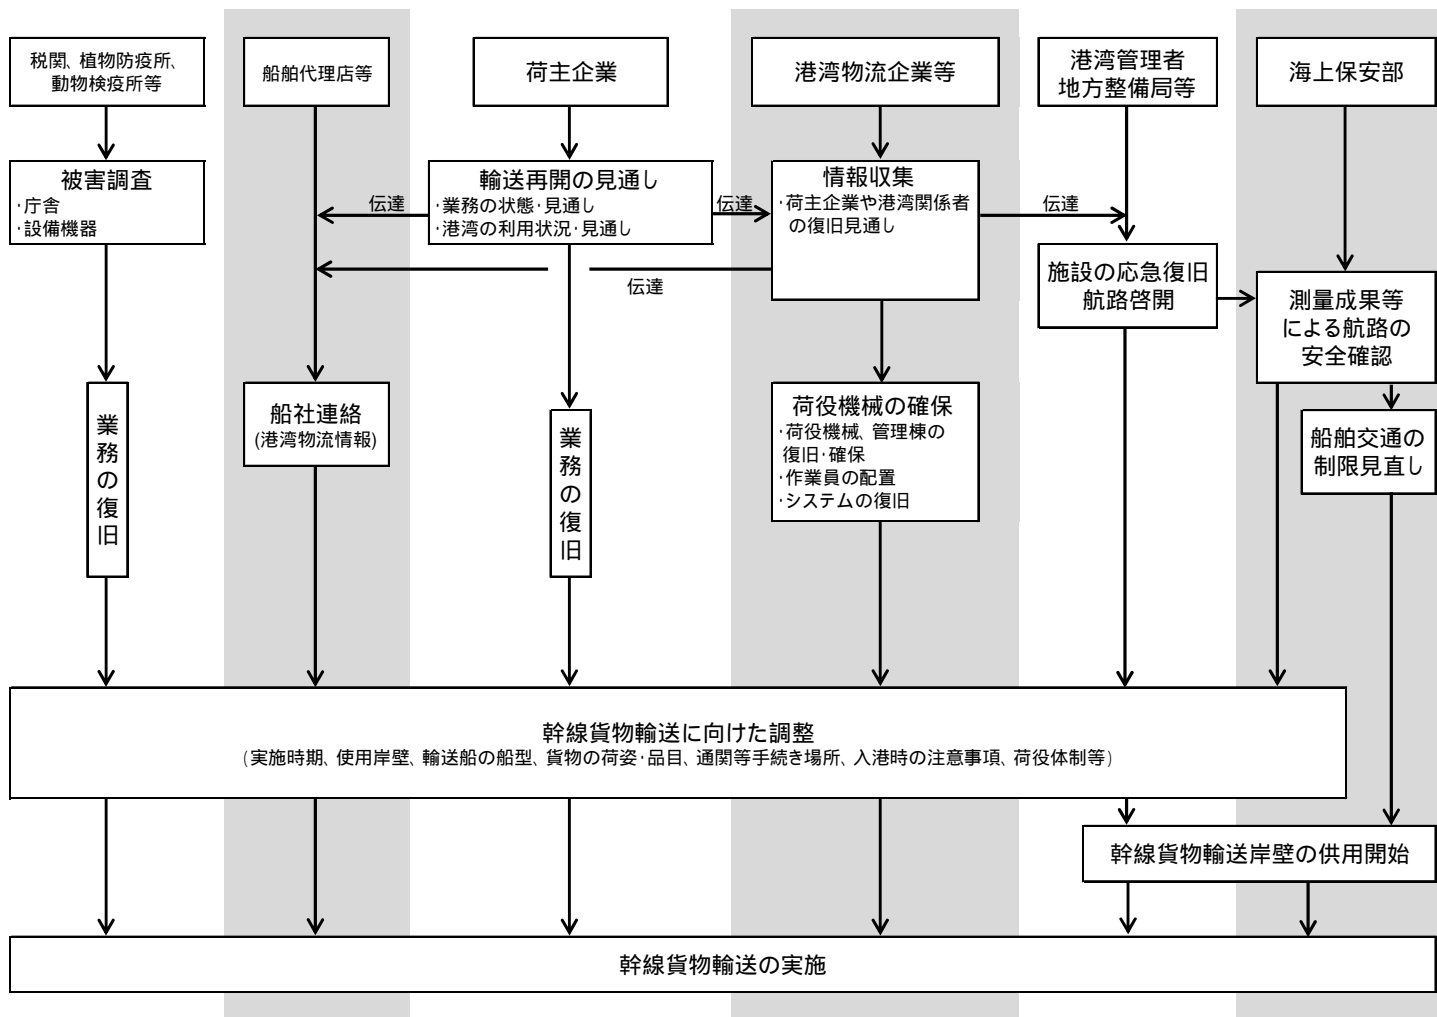 税関、植物防疫所、
動物検疫所等
船舶代理店等
荷主企業
港湾物流企業等
港湾管理者
地方整備局等
海上保安部
被害調査
･庁舎
･設備機器
伝達
輸送再開の見通し
･業務の状態･見通し
･港湾の利用状況･見通し
伝達
情報収集
･荷主企業や港湾関係者
の復旧見通し
伝達
伝達
施設の応急復旧
航路啓開
測量成果等
による航路の
安全確認
業務の復旧
船社連絡
(港湾物流情報)
業務の復旧
荷役機械の確保
･荷役機械、管理棟の
復旧･確保
･作業員の配置
･システムの復旧
船舶交通の
制限見直し
幹線貨物輸送に向けた調整
(実施時期、使用岸壁、輸送船の船型、貨物の荷姿･品目、通関等手続き場所、入港時の注意事項、荷役体制等)
幹線貨物輸送岸壁の供用開始
幹線貨物輸送の実施